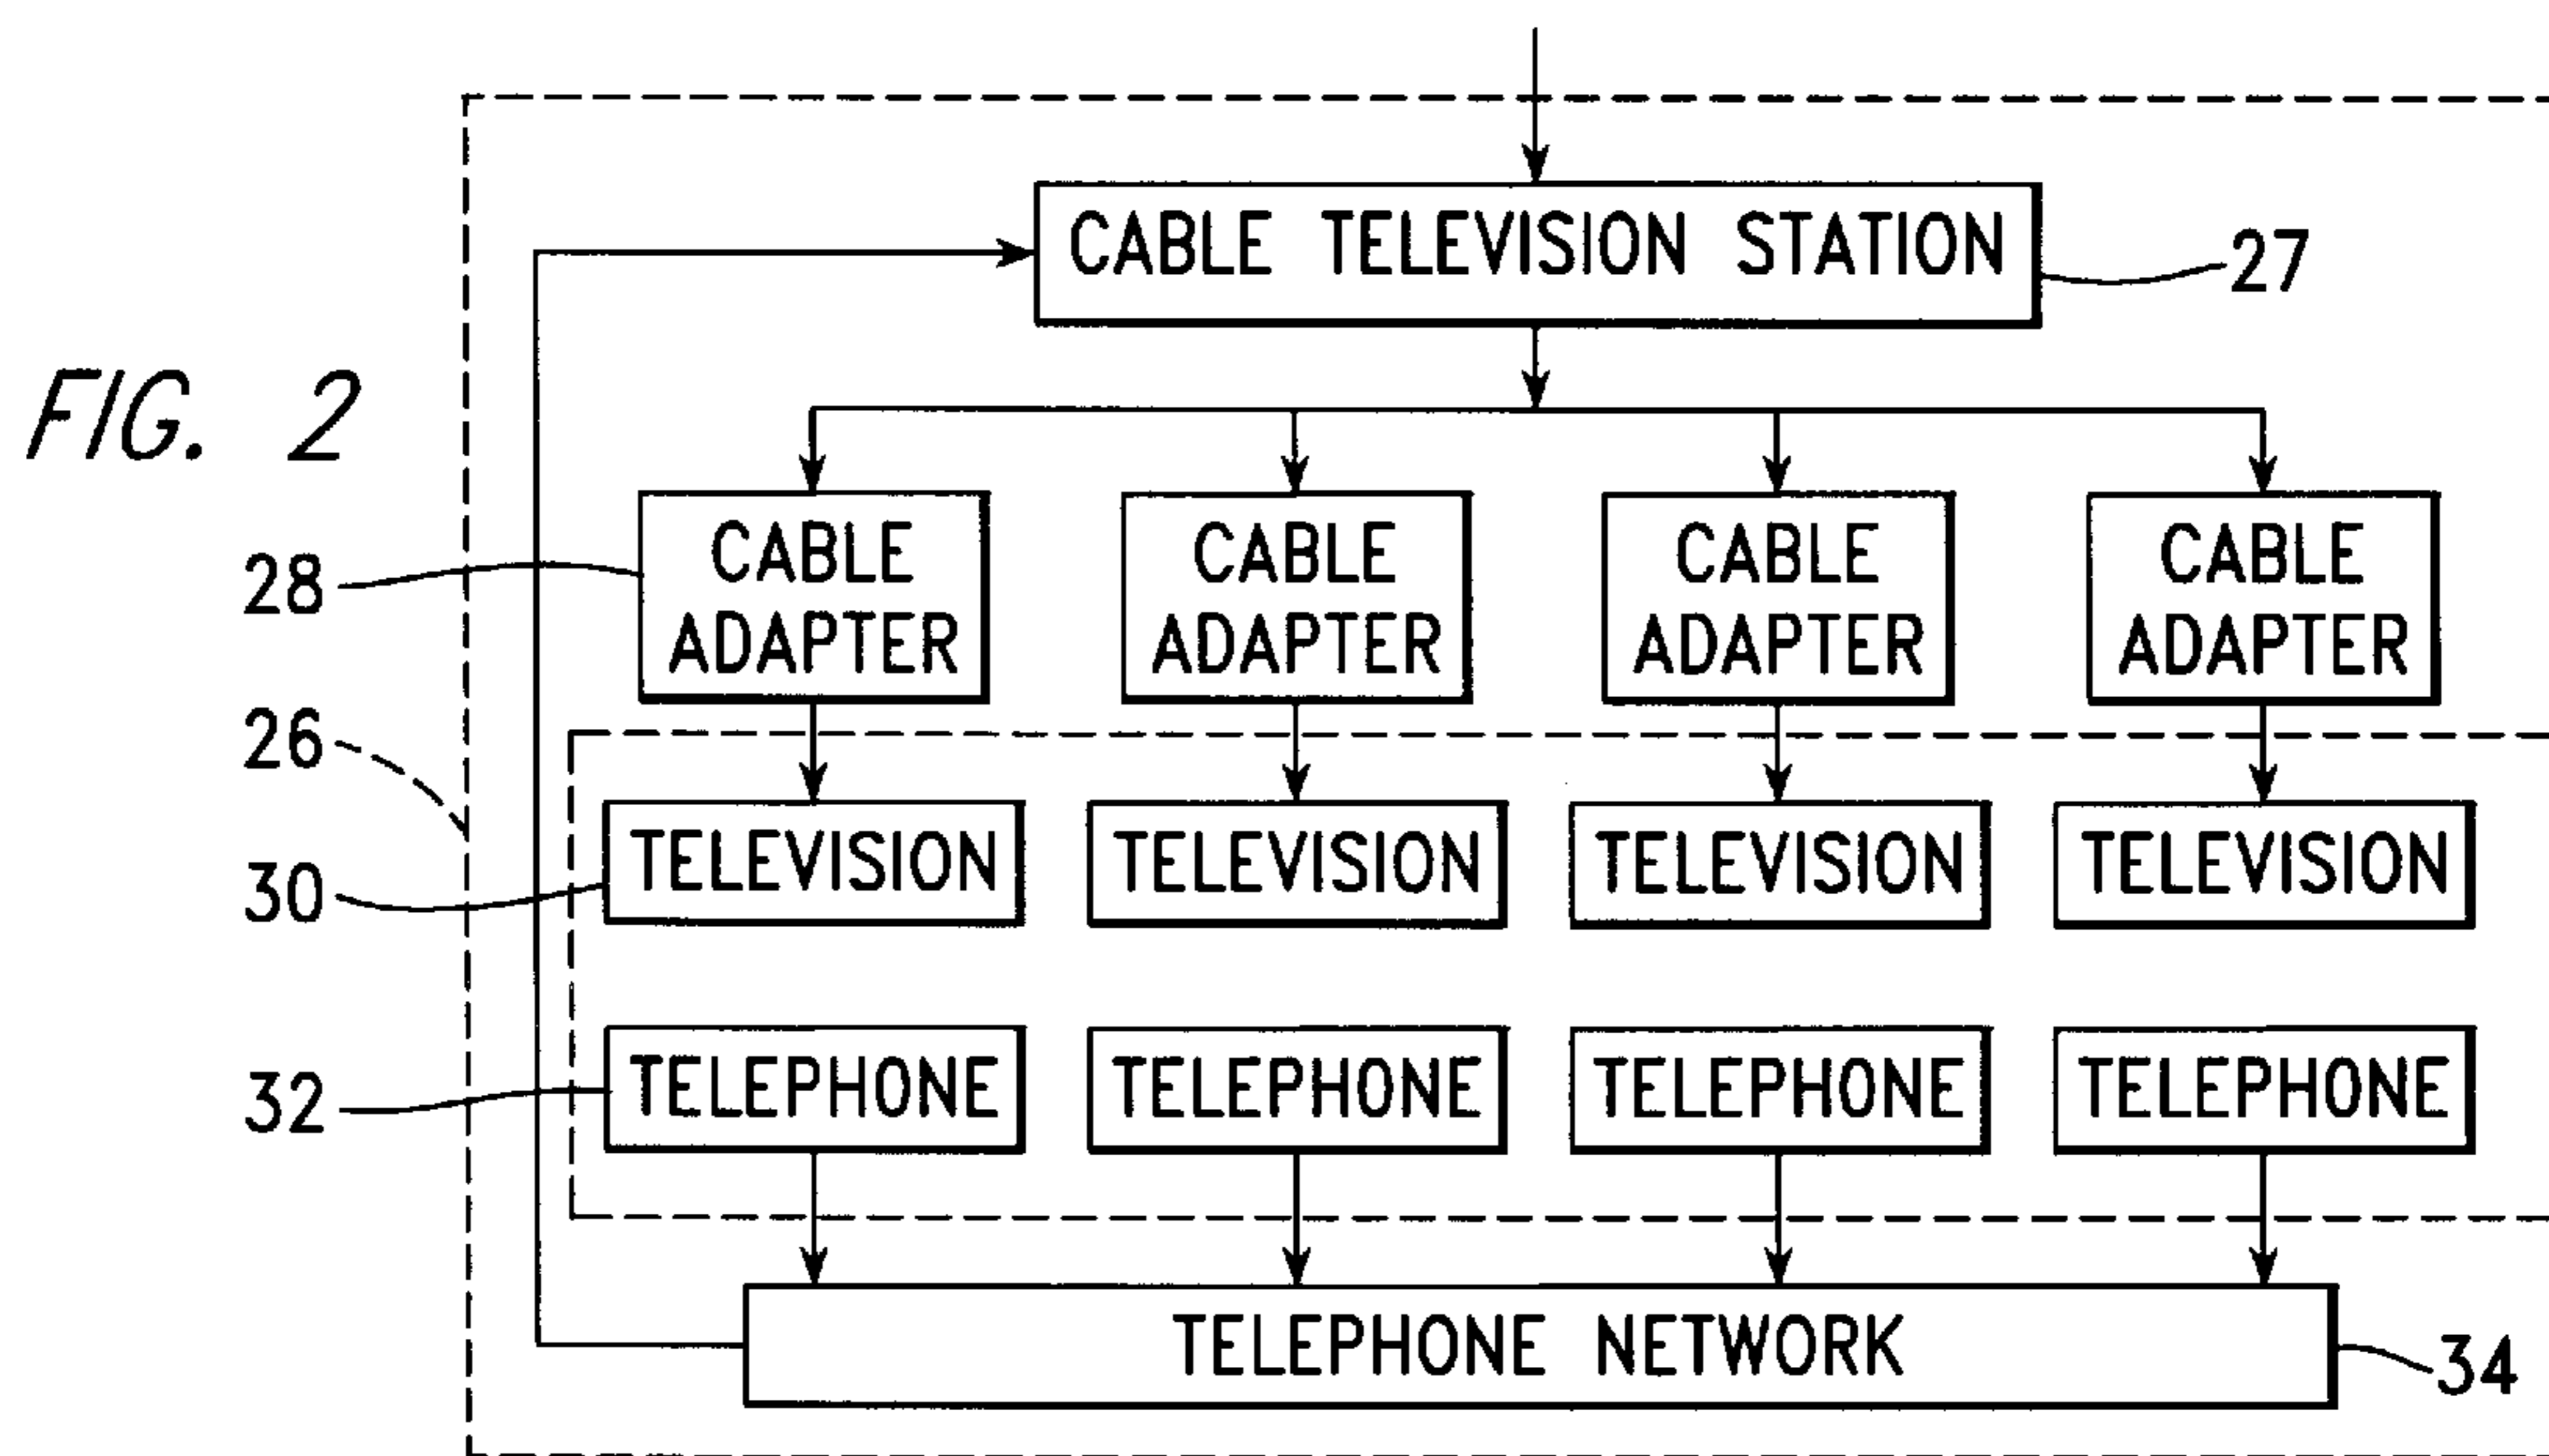 CABLE TELEVISION STATION
27
FIG. 2
CABLE ADAPTER
CABLE ADAPTER
CABLE ADAPTER
CABLE ADAPTER
28
26
TELEVISION
TELEVISION
TELEVISION
TELEVISION
30
TELEPHONE
TELEPHONE
TELEPHONE
TELEPHONE
32
TELEPHONE NETWORK
34